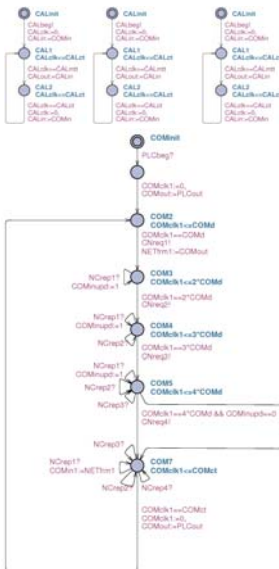 CALinit
CALbeg!
CALclk:=0,
CALin:=COMin
CAL1
CALclk<=CALct
CALclk==CALmtt
CALout:=CALin
CAL2
CALclk<=CALct
CALclk==CALct
CALclk:=0,
CALin:=COMin
CALinit
CALbeg!
CALclk:=0,
CALin:=COMin
CAL1
CALclk<=CALct
CALout:=CALin
CAL2
CALclk<=CALct
CALclk==CALct
CALclk:=0,
CALin:=COMin
CALinit
CALbeg!
CALclk:=0,
CALin:=COMin
CAL1
CALclk<=CALct
CALout:=CALin
CAL2
CALclk<=CALct
CALclk==CALct
CALclk:=0,
CALin:=COMin
COMinit
PLCbeg?
COMclk1:=0,
COMout:=PLCout
COM2
COMclk1<=COMd
COMclk1==COMd
CNreq1!
NETfrm1:=COMout
NCrep1?
COMinupd:=1
COM3
COMclk1<=2*COMd
COMclk1==2*COMd
CNreq2!
NCrep1?
COMinupd:=1
NCrep2?
COM4
COMclk1<=3*COMd
COMclk1==3*COMd
CNreq3!
NCrep1?
COMinupd:=1
NCrep2?
NCrep3?
COM5
COMclk1<=4*COMd
COMclk1==4*COMd && COMinupd==0
CNreq4!
NCrep3?
NCrep1?
COMin1:=NETfrm1
COM7
COMclk1<=COMct
NCrep2?
NCrep4?
COMclk1==COMct
COMclk1:=0,
COMout:=PLCout